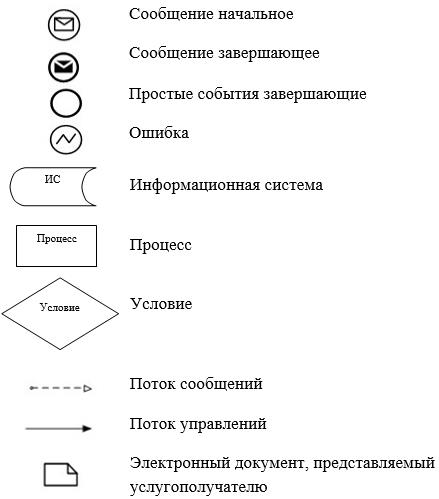 Сообщение начальное
Сообщение завершающее
Простые события завершающие
Ошибка
ИС
Информационная система
Процесс
Процесс
Условие
Условие
Поток сообщений
Поток управлений
Электронный документ, представляемый
услугополучателю